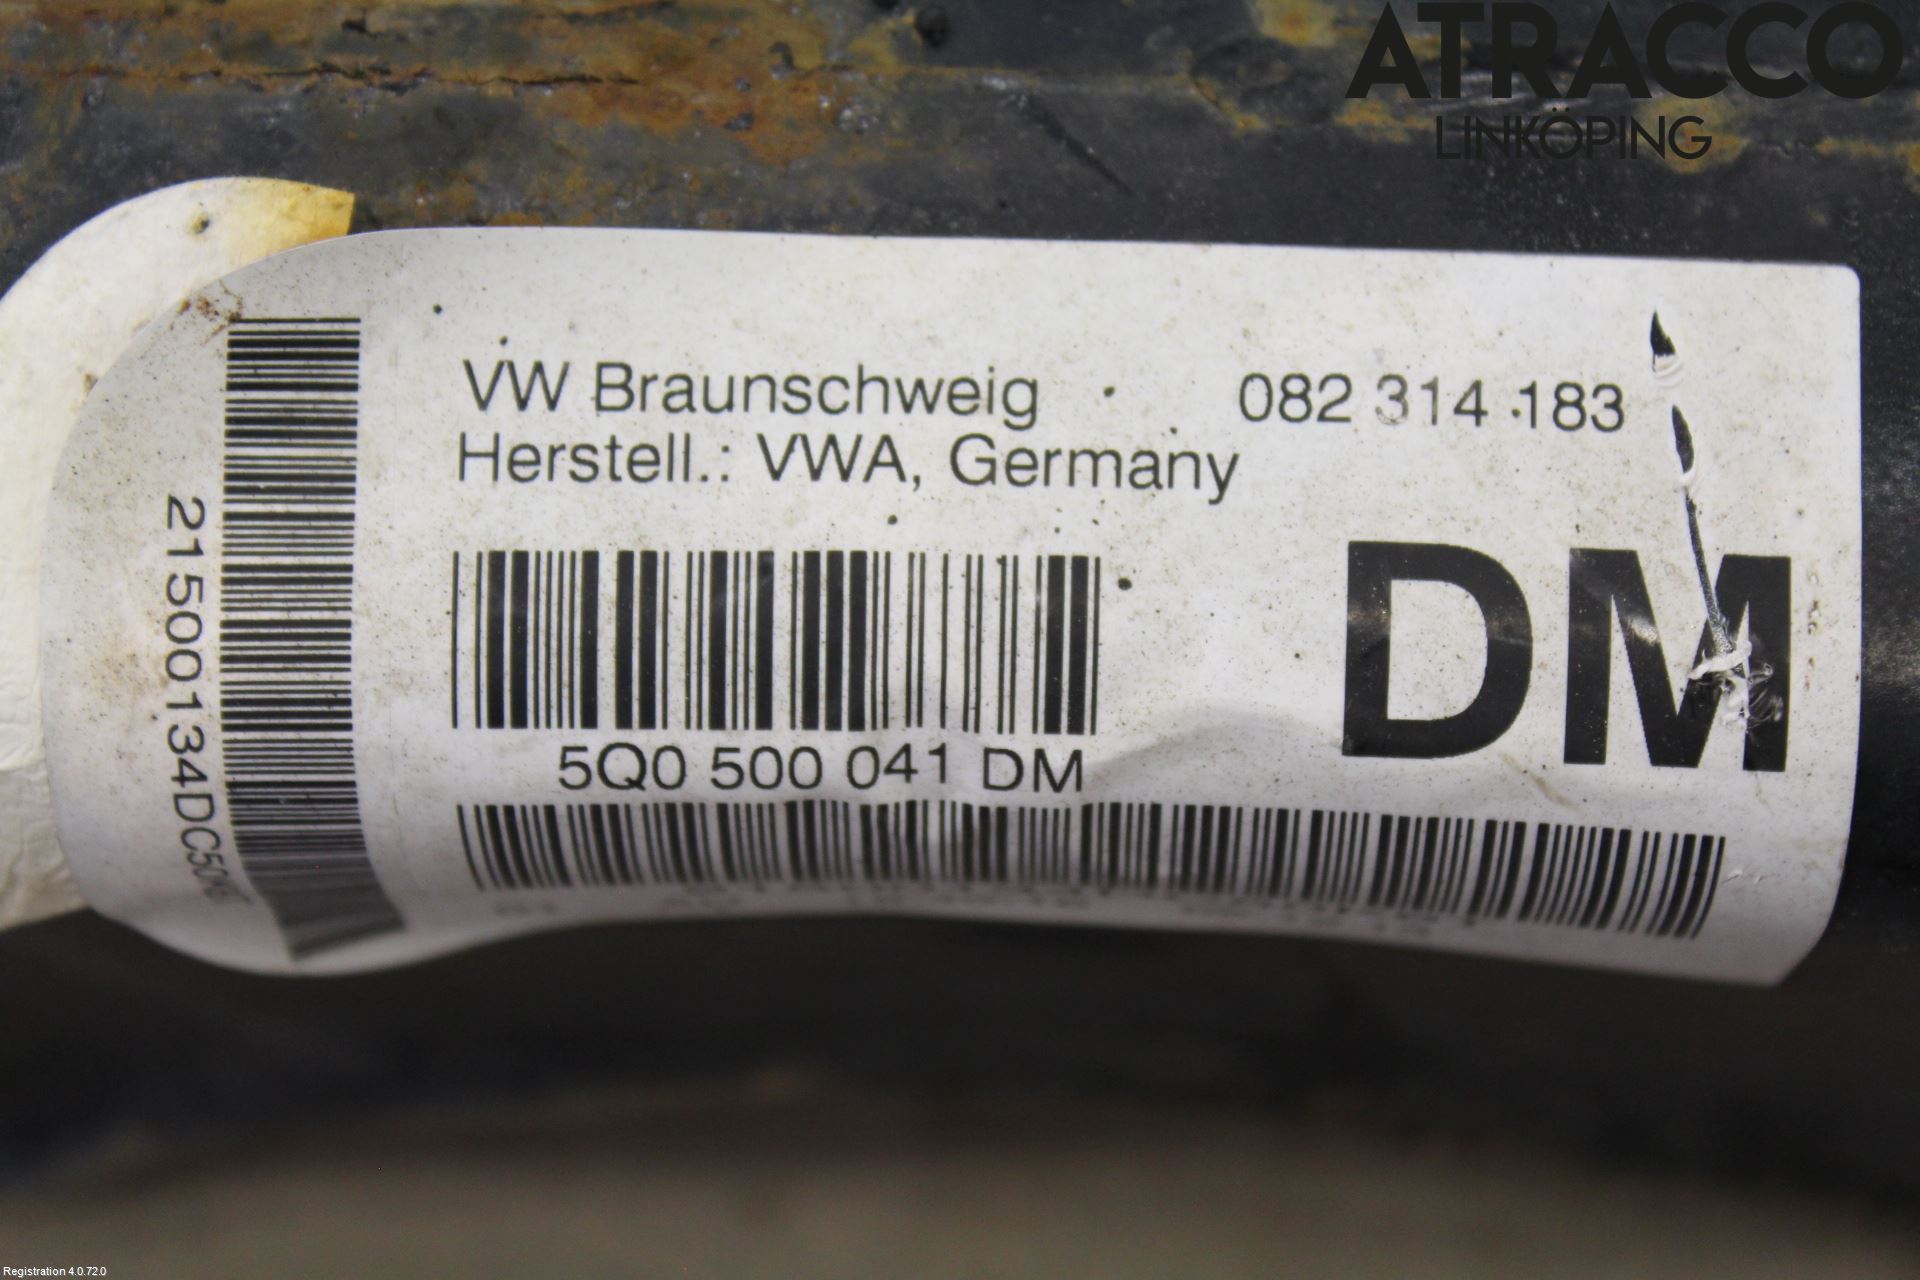 ATRACCO
LINKÖPING
VW Braunschweig 082 314 183
Herstell.: VWA, Germany
DM
5Q0 500 041 DM
Registration 4.0.72.0